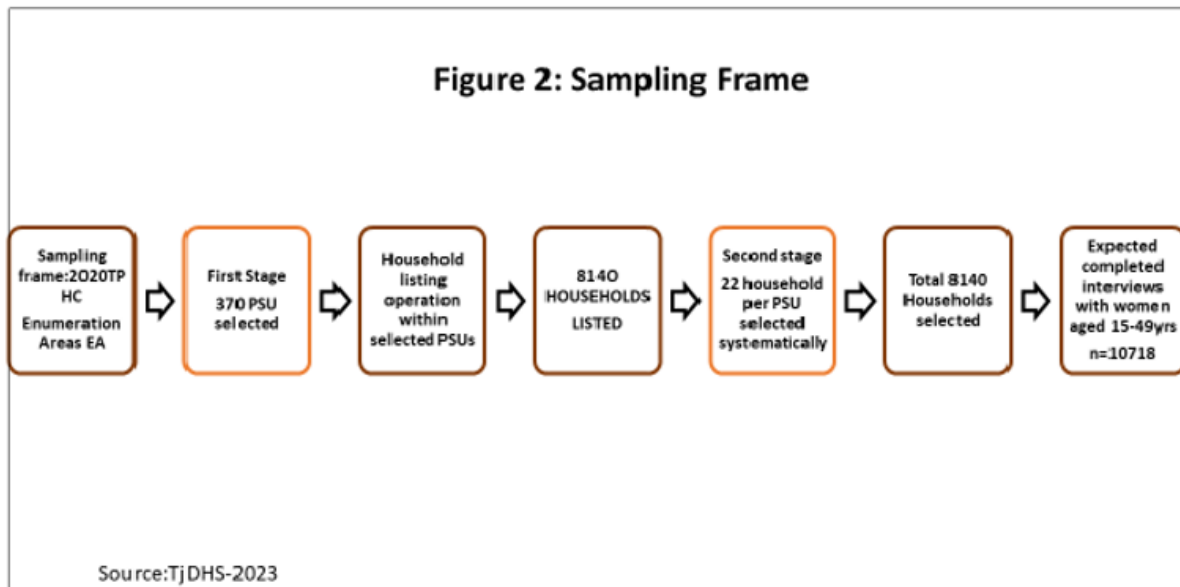 Figure 2: Sampling Frame
Sampling
frame:2020TP
HC
Enumeration
Areas EA
First Stage
370 PSU
selected
Household
listing
operation
within
selected PSUs
8140
HOUSEHOLDS
LISTED
Second stage
22 household
per PSU
selected
systematically
Total 8140
Households
selected
Expected
completed
interviews
with women
aged 15-49yrs
n=10718
Source:TjDHS-2023